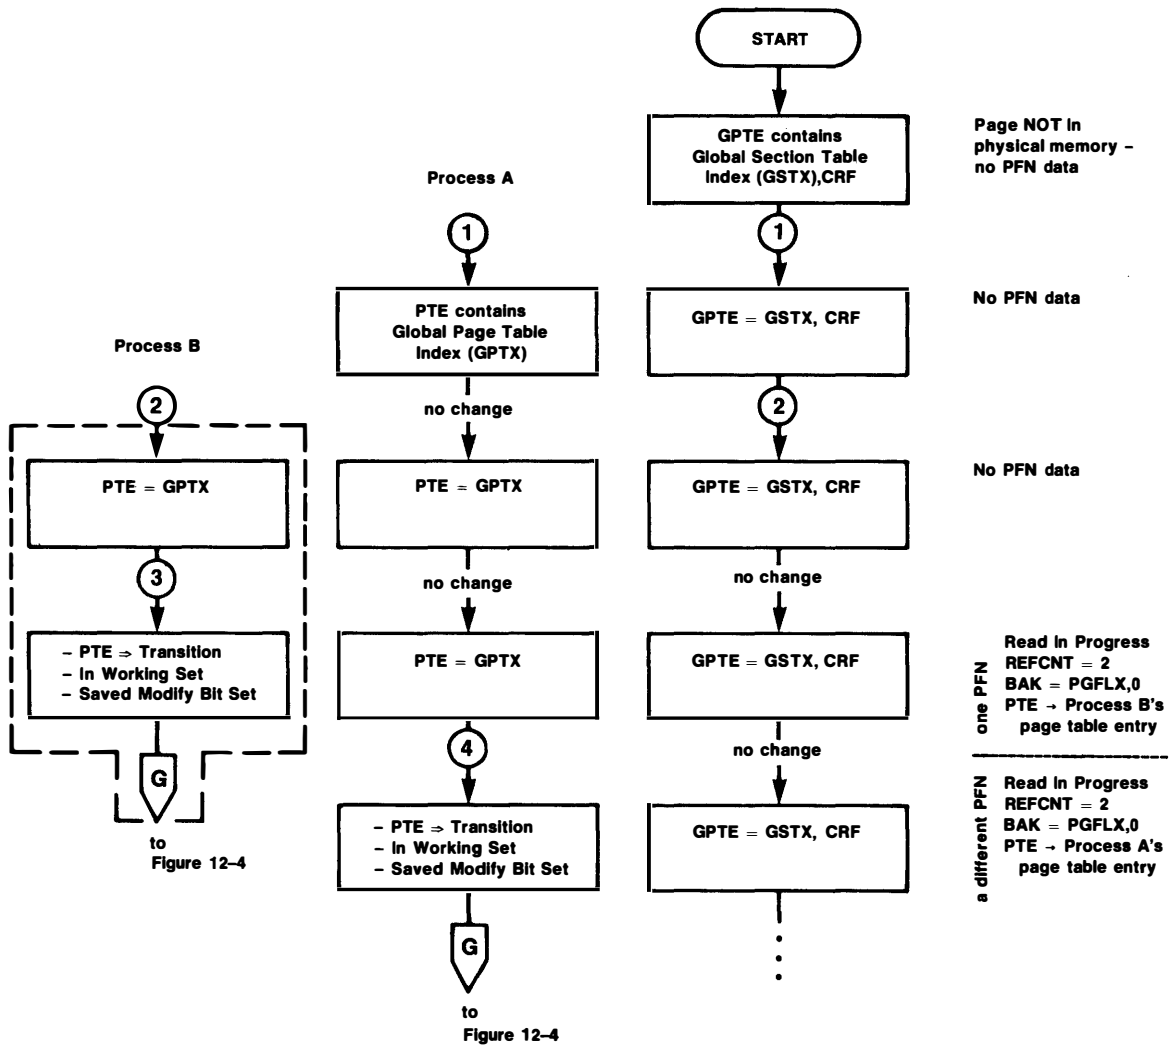 START
GPTE contains
Global Section Table
Index (GSTX),CRF
Page NOT in
physical memory –
no PFN data
Process A
1
1
PTE contains
Global Page Table
Index (GPTX)
GPTE = GSTX, CRF
No PFN data
Process B
2
no change
2
PTE = GPTX
PTE = GPTX
GPTE = GSTX, CRF
No PFN data
3
no change
no change
– PTE ⇒ Transition
– In Working Set
– Saved Modify Bit Set
PTE = GPTX
GPTE = GSTX, CRF
one PFN
Read in Progress
REFCNT = 2
BAK = PGFLX,0
PTE → Process B's
page table entry
G
to
Figure 12–4
4
no change
– PTE ⇒ Transition
– In Working Set
– Saved Modify Bit Set
GPTE = GSTX, CRF
a different PFN
Read in Progress
REFCNT = 2
BAK = PGFLX,0
PTE → Process A's
page table entry
G
to
Figure 12–4